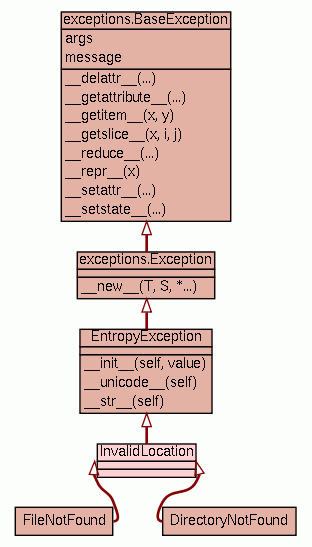 exceptions.BaseException
args
message
__delattr__(...)
__getattribute__(...)
__getitem__(x, y)
__getslice__(x, i, j)
__reduce__(...)
__repr__(x)
__setattr__(...)
__setstate__(...)
exceptions.Exception
__new__(T, S, *...)
EntropyException
__init__(self, value)
__unicode__(self)
__str__(self)
InvalidLocation
FileNotFound
DirectoryNotFound